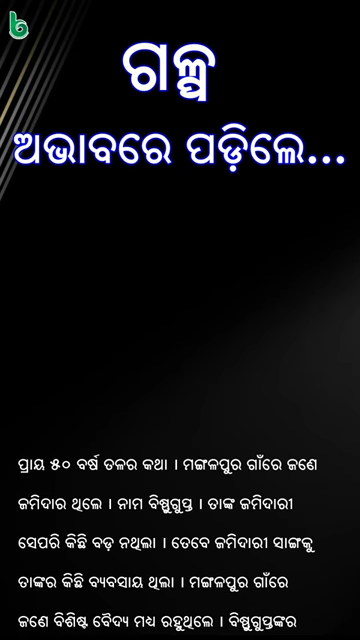 ଗଳ୍ପ
ଅଭାବରେ ପଡ଼ିଲେ...
ପ୍ରାୟ ୫୦ ବର୍ଷ ତଳର କଥା । ମଙ୍ଗଳପୁର ଗାଁରେ ଜଣେ
ଜମିଦାର ଥିଲେ । ନାମ ବିଷ୍ଣୁଗୁପ୍ତ । ତାଙ୍କ ଜମିଦାରୀ
ସେପରି କିଛି ବଡ଼ ନଥିଲା । ତେବେ ଜମିଦାରୀ ସାଙ୍ଗକୁ
ତାଙ୍କର କିଛି ବ୍ୟବସାୟ ଥିଲା । ମଙ୍ଗଳପୁର ଗାଁରେ
ଜଣେ ବିଶିଷ୍ଟ ବୈଦ୍ୟ ମଧ୍ୟ ରହୁଥିଲେ । ବିଷ୍ଣୁଗୁପ୍ତଙ୍କର